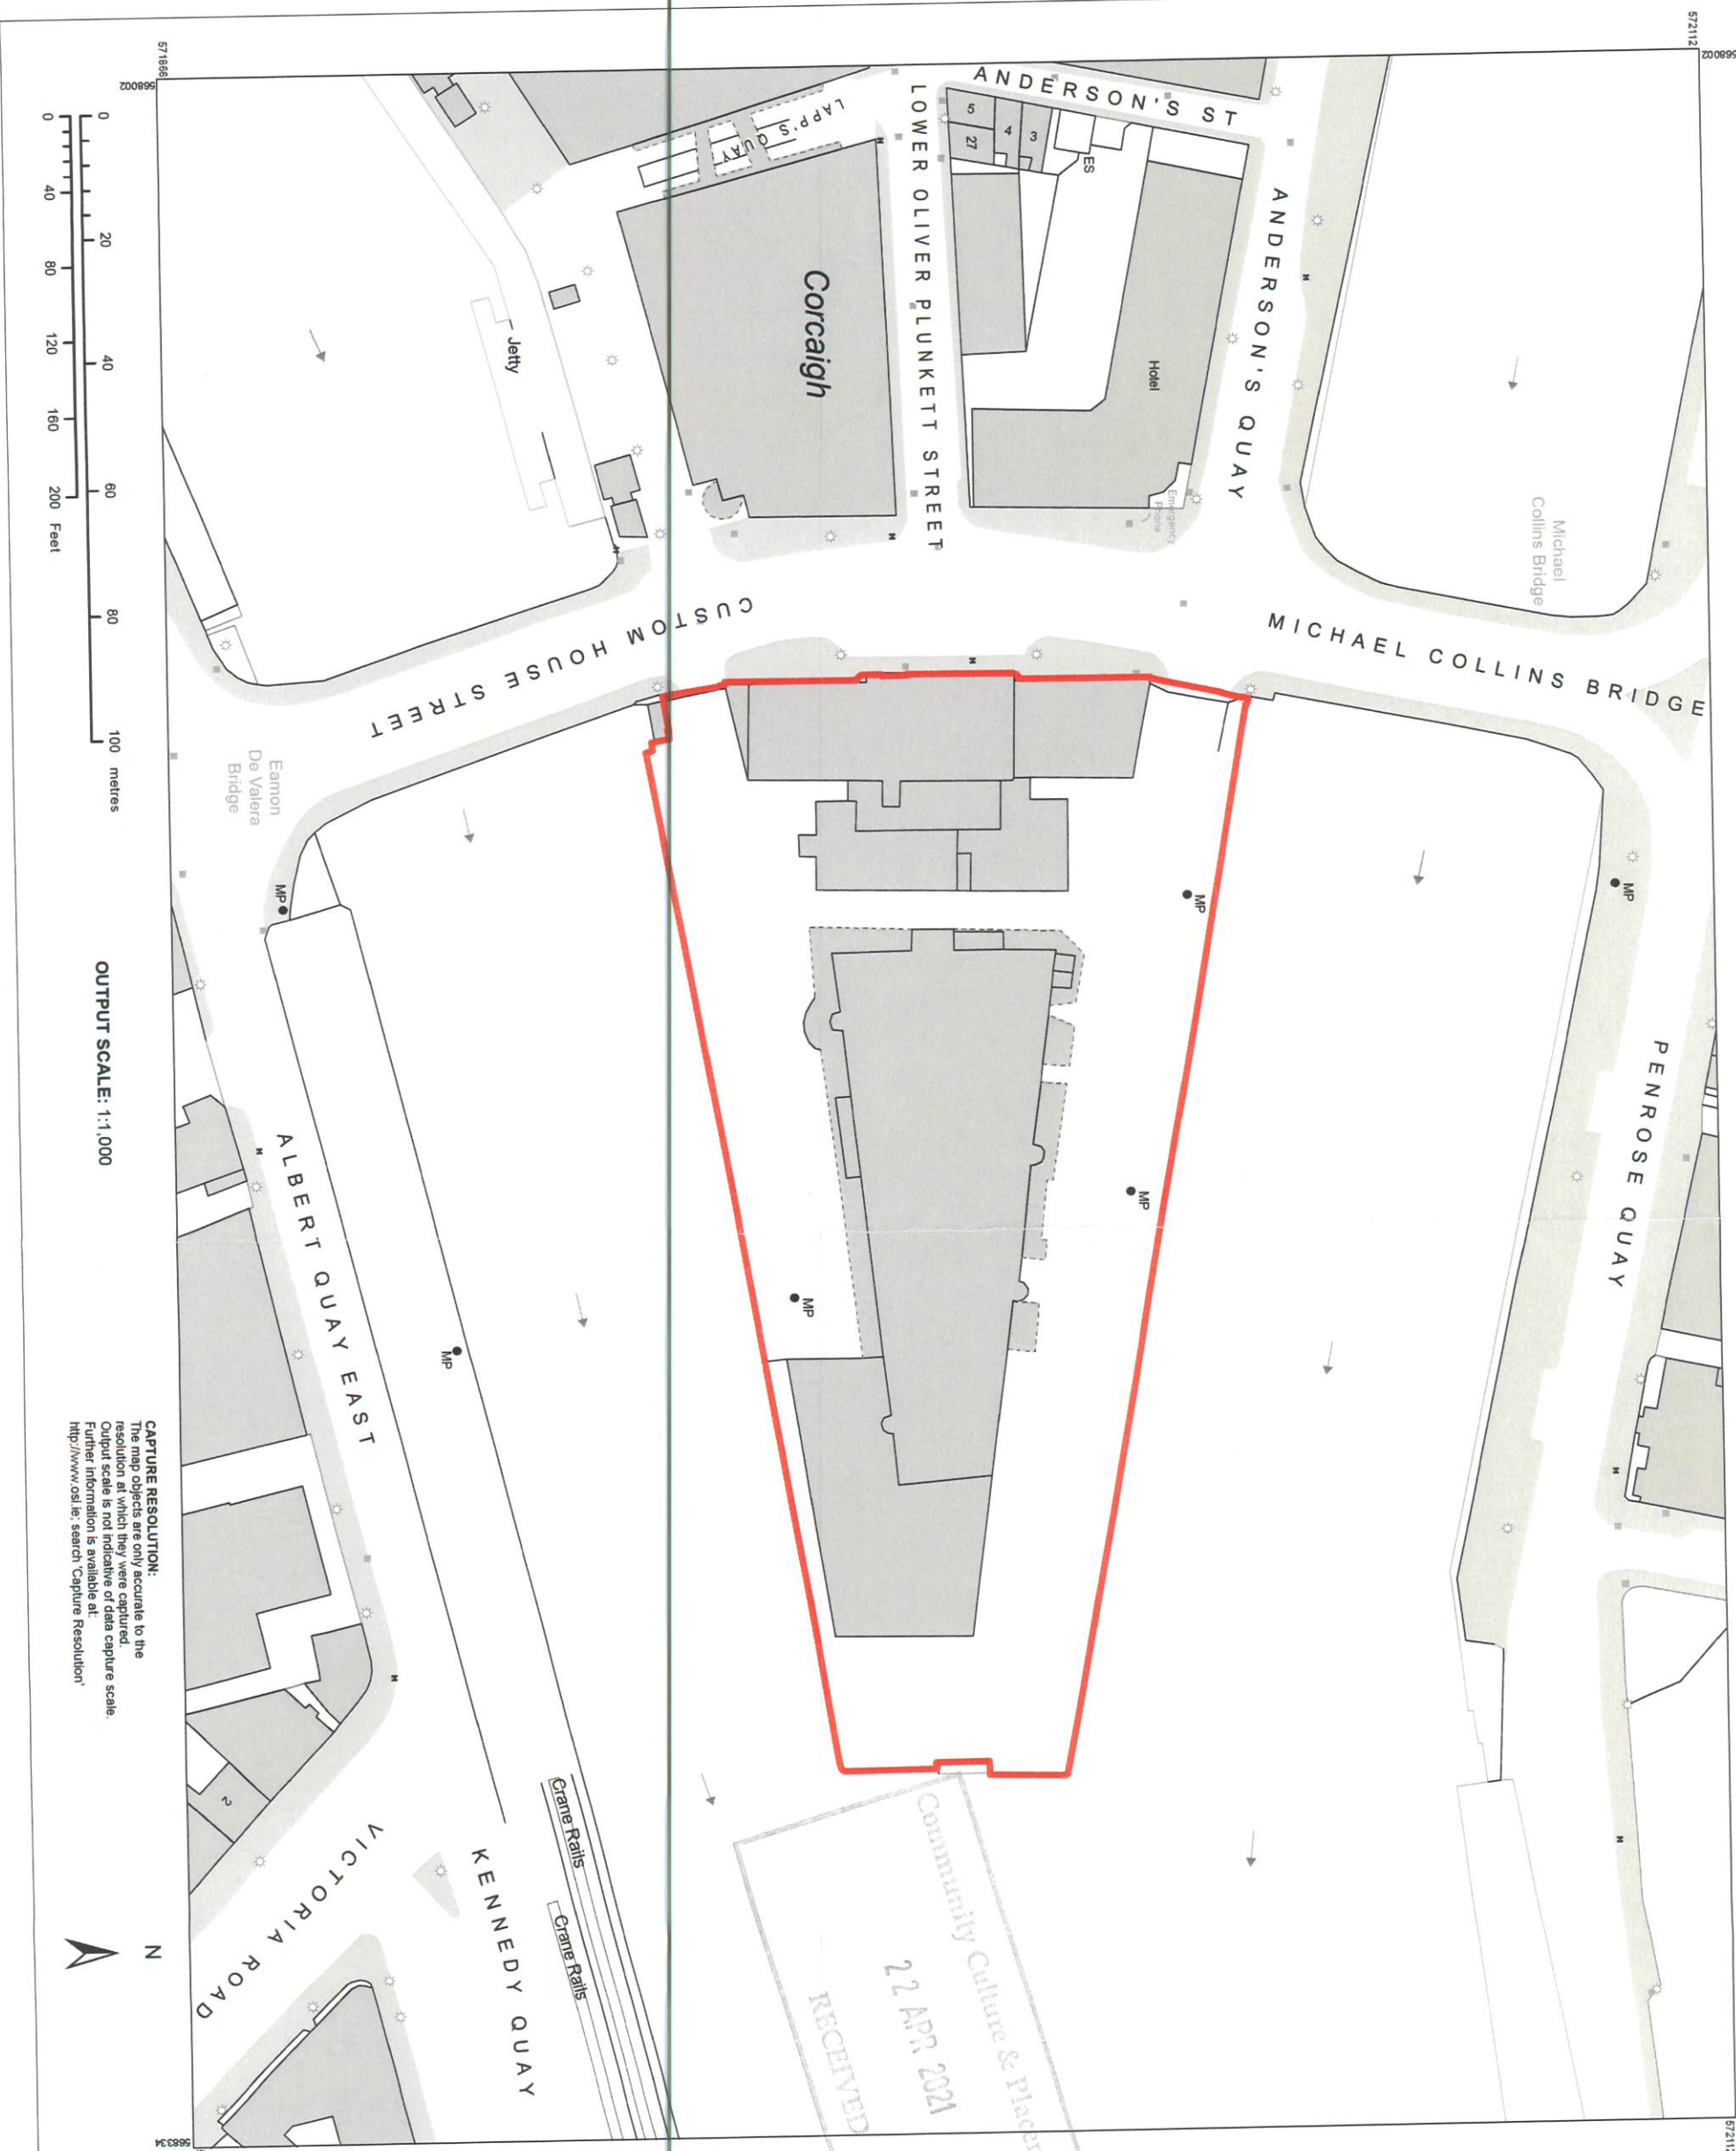 572112
568002
571866
568002
ANDERSON'S ST
LAPP'S QUAY
LOWER OLIVER PLUNKETT STREET
5
27
4
3
ES
ANDERSON'S QUAY
Corcaigh
Jetty
Hotel
Emergency
Phone
Michael
Collins Bridge
CUSTOM HOUSE STREET
MICHAEL COLLINS BRIDGE
Eamon
De Valera
Bridge
MP
MP
MP
MP
MP
MP
PENROSE QUAY
ALBERT QUAY EAST
Crane Rails
Crane Rails
KENNEDY QUAY
VICTORIA ROAD
2
0 20 40 60 80 100 metres
0 40 80 120 160 200 Feet
OUTPUT SCALE: 1:1,000
CAPTURE RESOLUTION:
The map objects are only accurate to the
resolution at which they were captured.
Output scale is not indicative of data capture scale.
Further information is available at:
http://www.osi.ie; search 'Capture Resolution'
N
Community Culture &
22 APR 2021
RECEIVED
568334